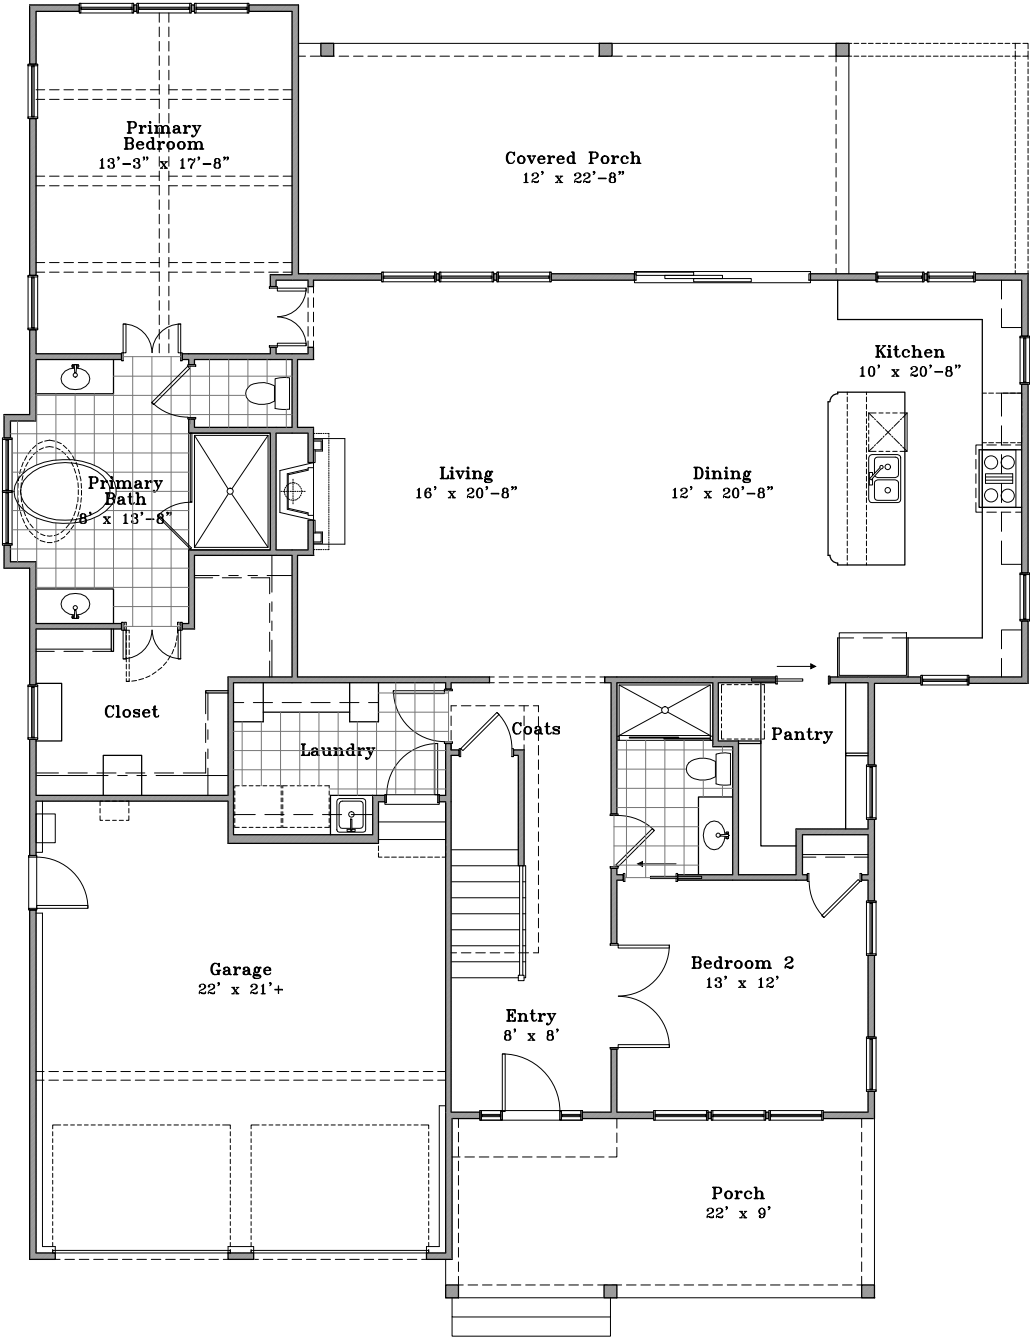 Primary
Bedroom
13'-3" x 17'-8"
Covered Porch
12' x 22'-8"
Kitchen
10' x 20'-8"
Living
16' x 20'-8"
Dining
12' x 20'-8"
Primary
Bath
8' x 13'-8"
Closet
Laundry
Coats
Pantry
Garage
22' x 21'+
Bedroom 2
13' x 12'
Entry
8' x 8'
Porch
22' x 9'